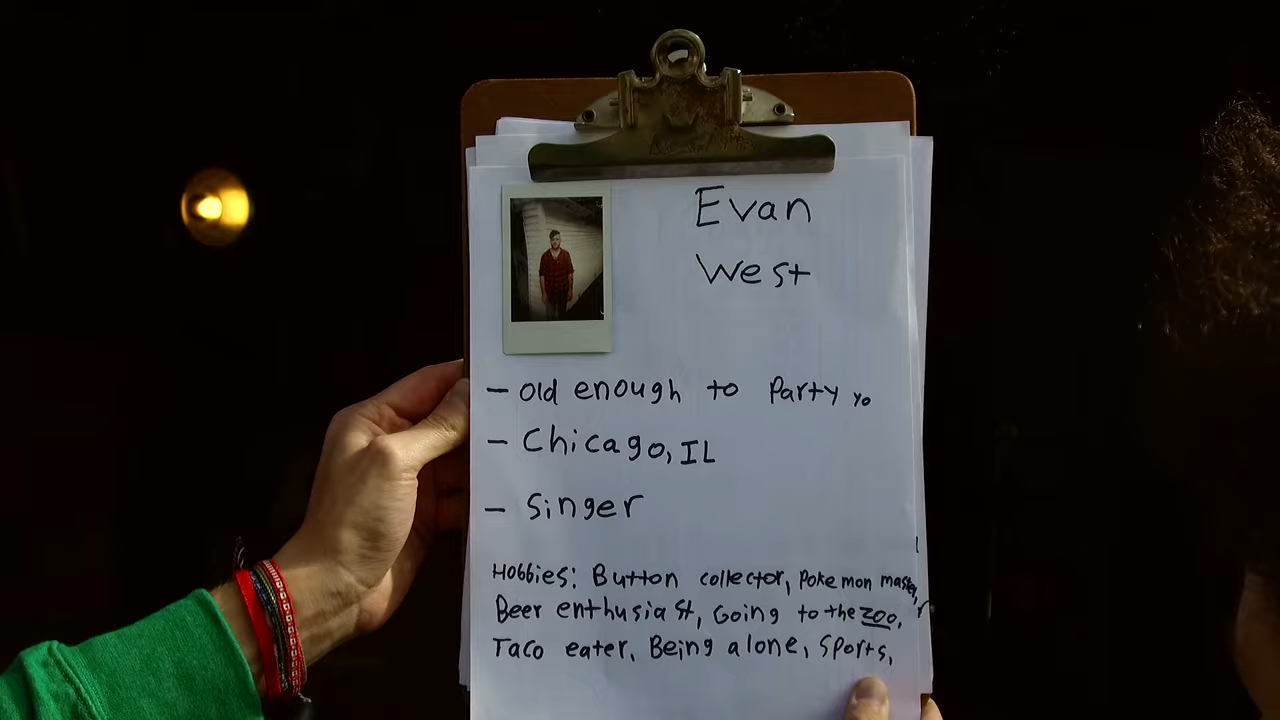 Evan
West
- old enough to Party yo
- Chicago, IL
- Singer
Hobbies: Button collector, Pokemon master,
Beer enthusiast, Going to the zoo,
Taco eater, Being alone, Sports,